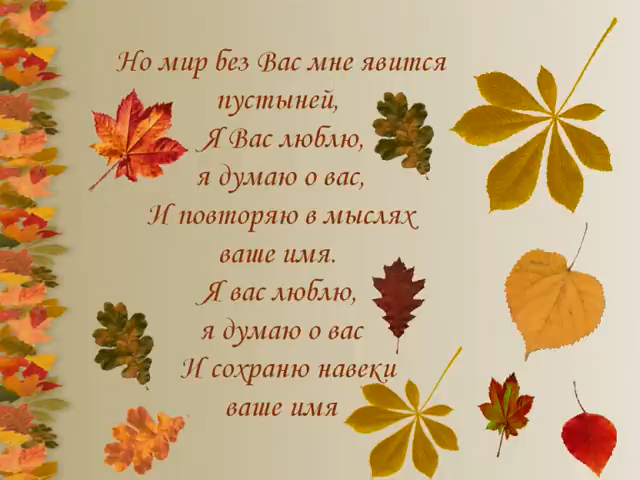 Но мир без Вас мне явится
пустыней,
Я Вас люблю,
я думаю о вас,
И повторяю в мыслях
ваше имя.
Я вас люблю,
я думаю о вас
И сохраню навеки
ваше имя